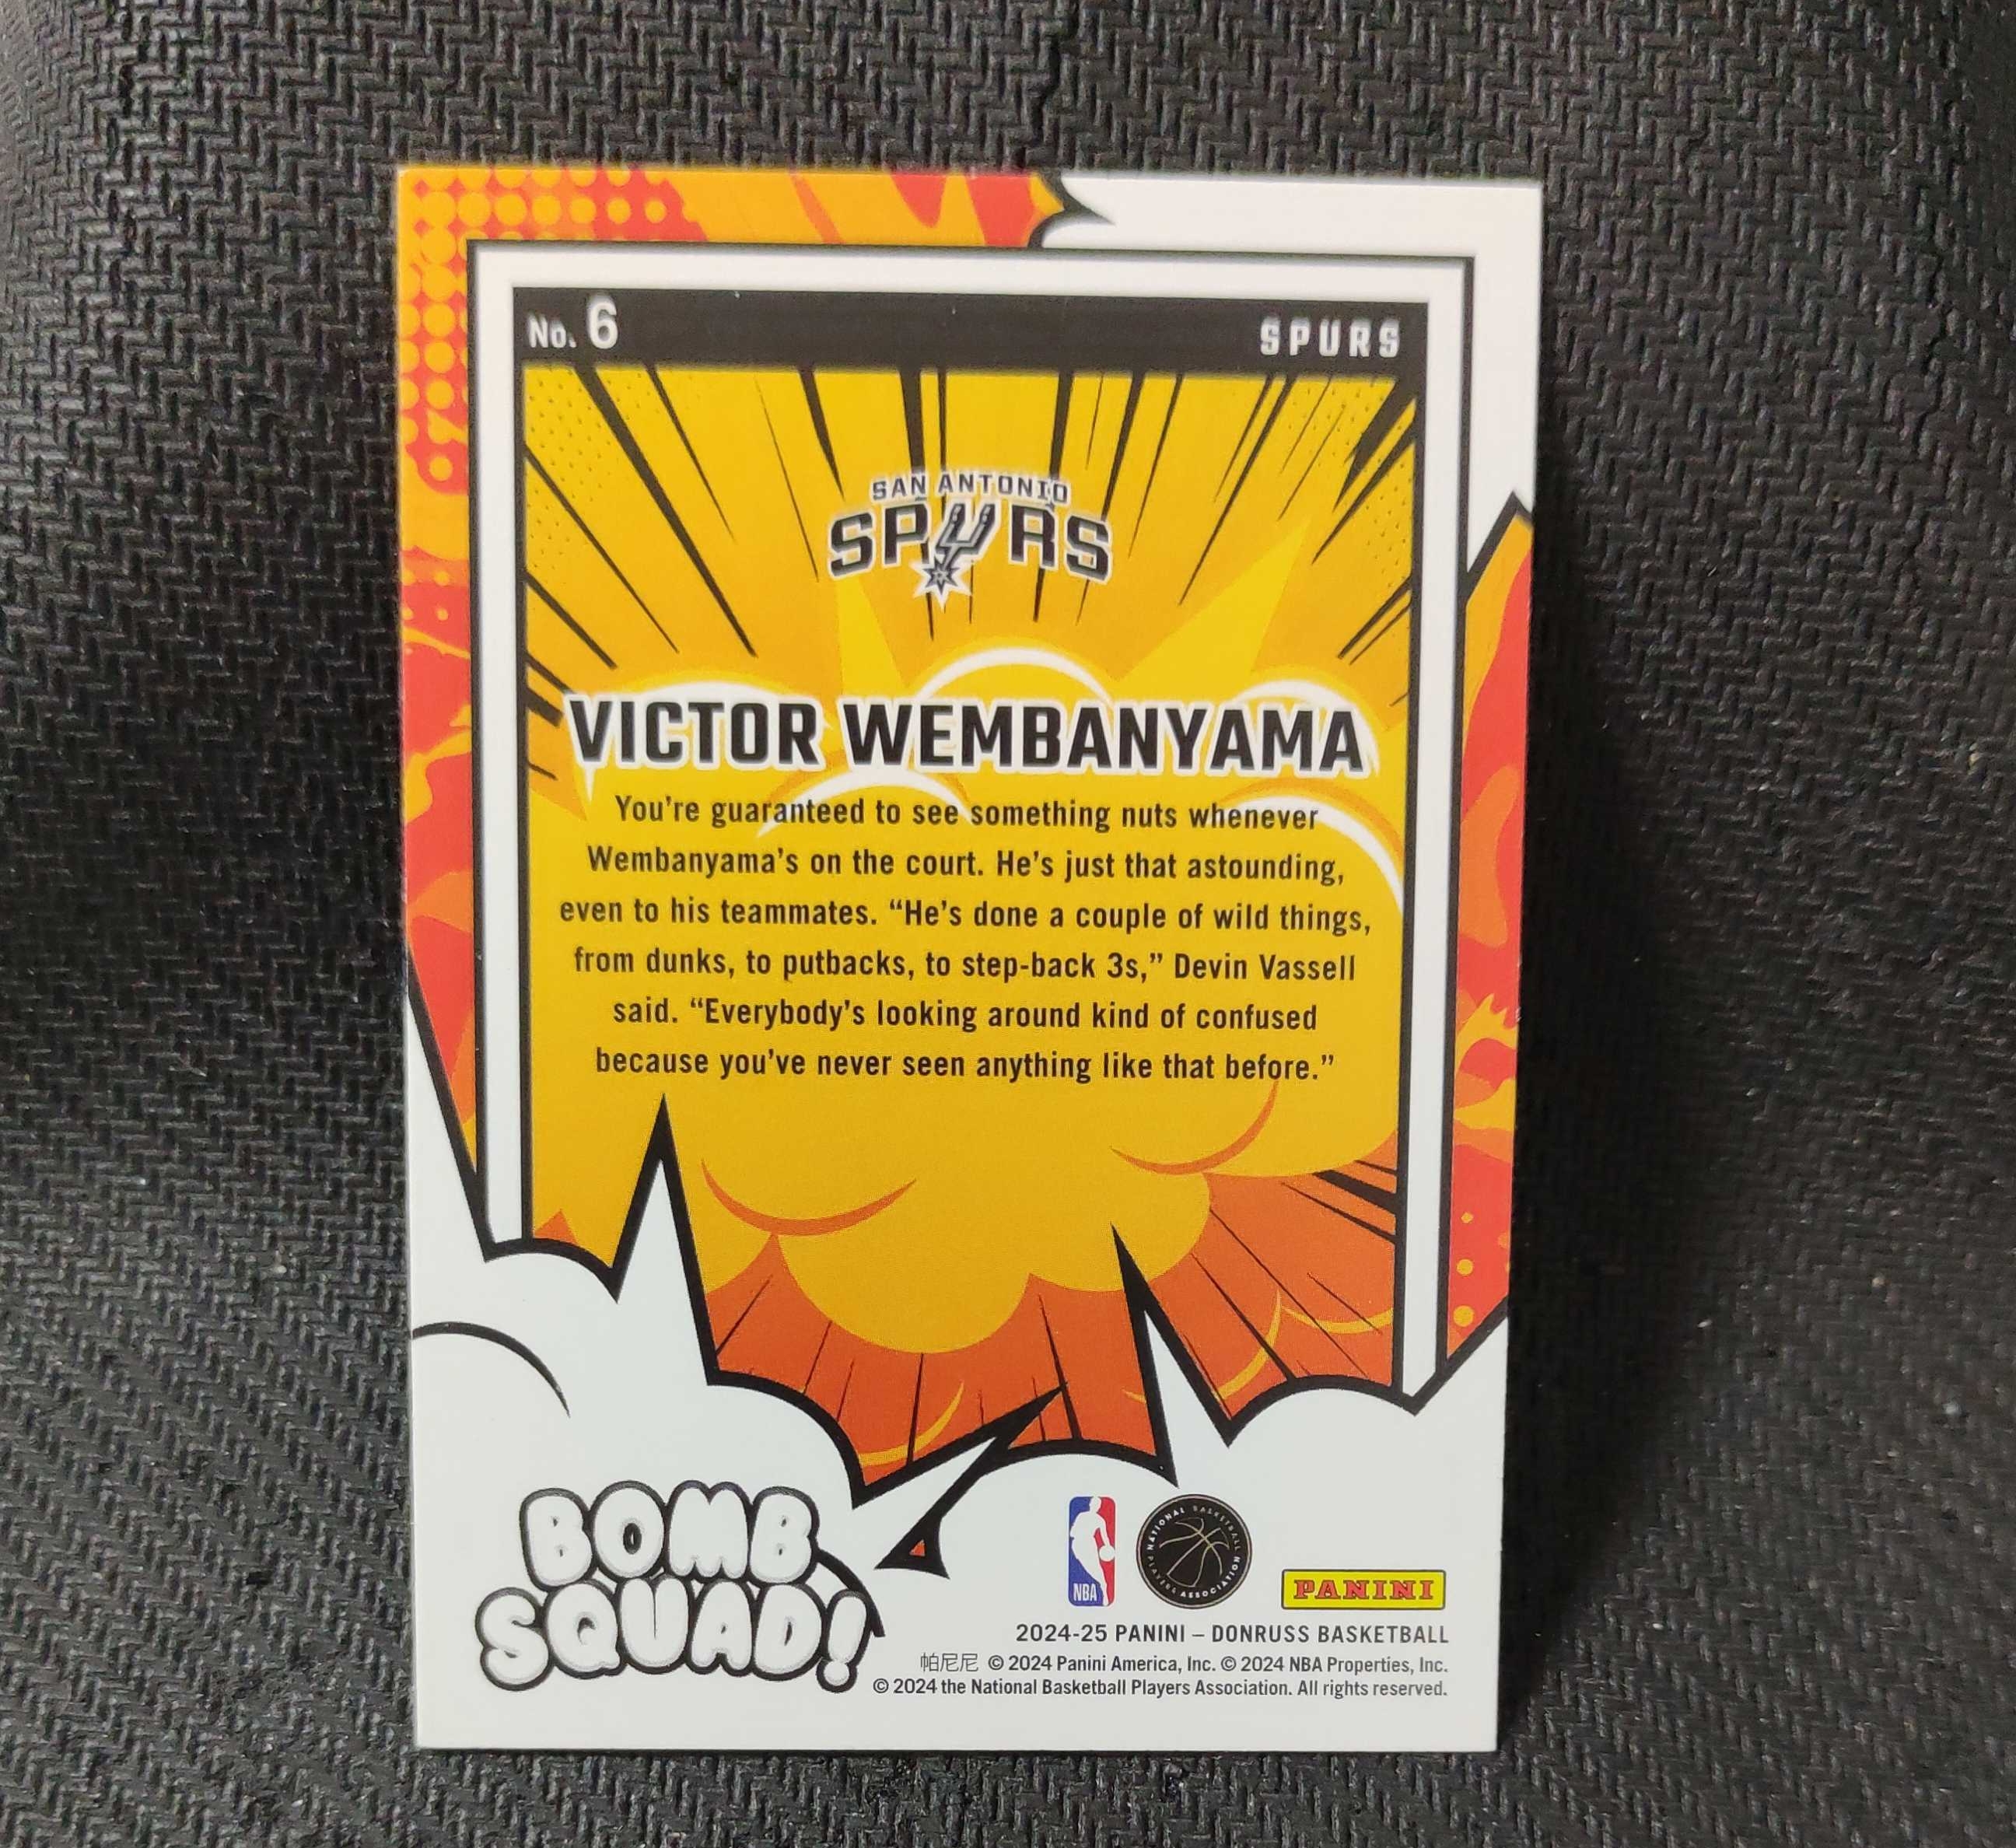 No. 6 SPURS
SAN ANTONIO
SPURS
VICTOR WEMBANYAMA
You're guaranteed to see something nuts whenever
Wembanyama's on the court. He's just that astounding,
even to his teammates. “He's done a couple of wild things,
from dunks, to putbacks, to step-back 3s,” Devin Vassell
said. “Everybody's looking around kind of confused
because you've never seen anything like that before.”
BOMB
SQUAD!
NBA
NATIONAL BASKETBALL PLAYERS ASSOCIATION
PANINI
2024-25 PANINI – DONRUSS BASKETBALL
帕尼尼 © 2024 Panini America, Inc. © 2024 NBA Properties, Inc.
© 2024 the National Basketball Players Association. All rights reserved.